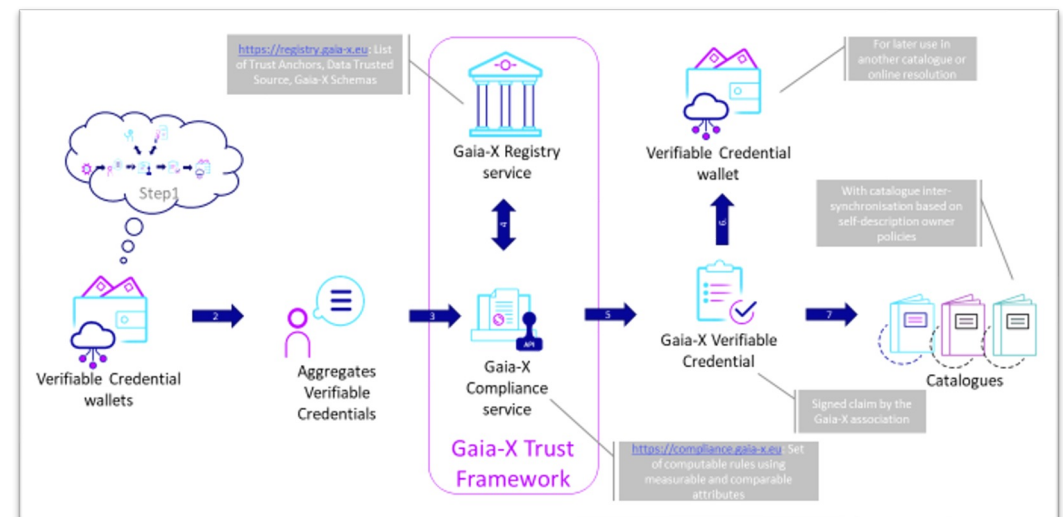 https://registry.gaia-x.eu: List
of Trust Anchors, Data Trusted
Source, Gaia-X Schemas
Gaia-X Registry
service
For later use in
another catalogue or
online resolution
Verifiable Credential
wallet
Step1
4
6
With catalogue inter-
synchronisation based on
self-description owner
policies
2
3
5
7
Verifiable Credential
wallets
Aggregates
Verifiable
Credentials
API
Gaia-X
Compliance
service
Gaia-X Verifiable
Credential
Catalogues
Signed claim by the
Gaia-X association
Gaia-X Trust
Framework
https://compliance.gaia-x.eu: Set
of computable rules using
measurable and comparable
attributes